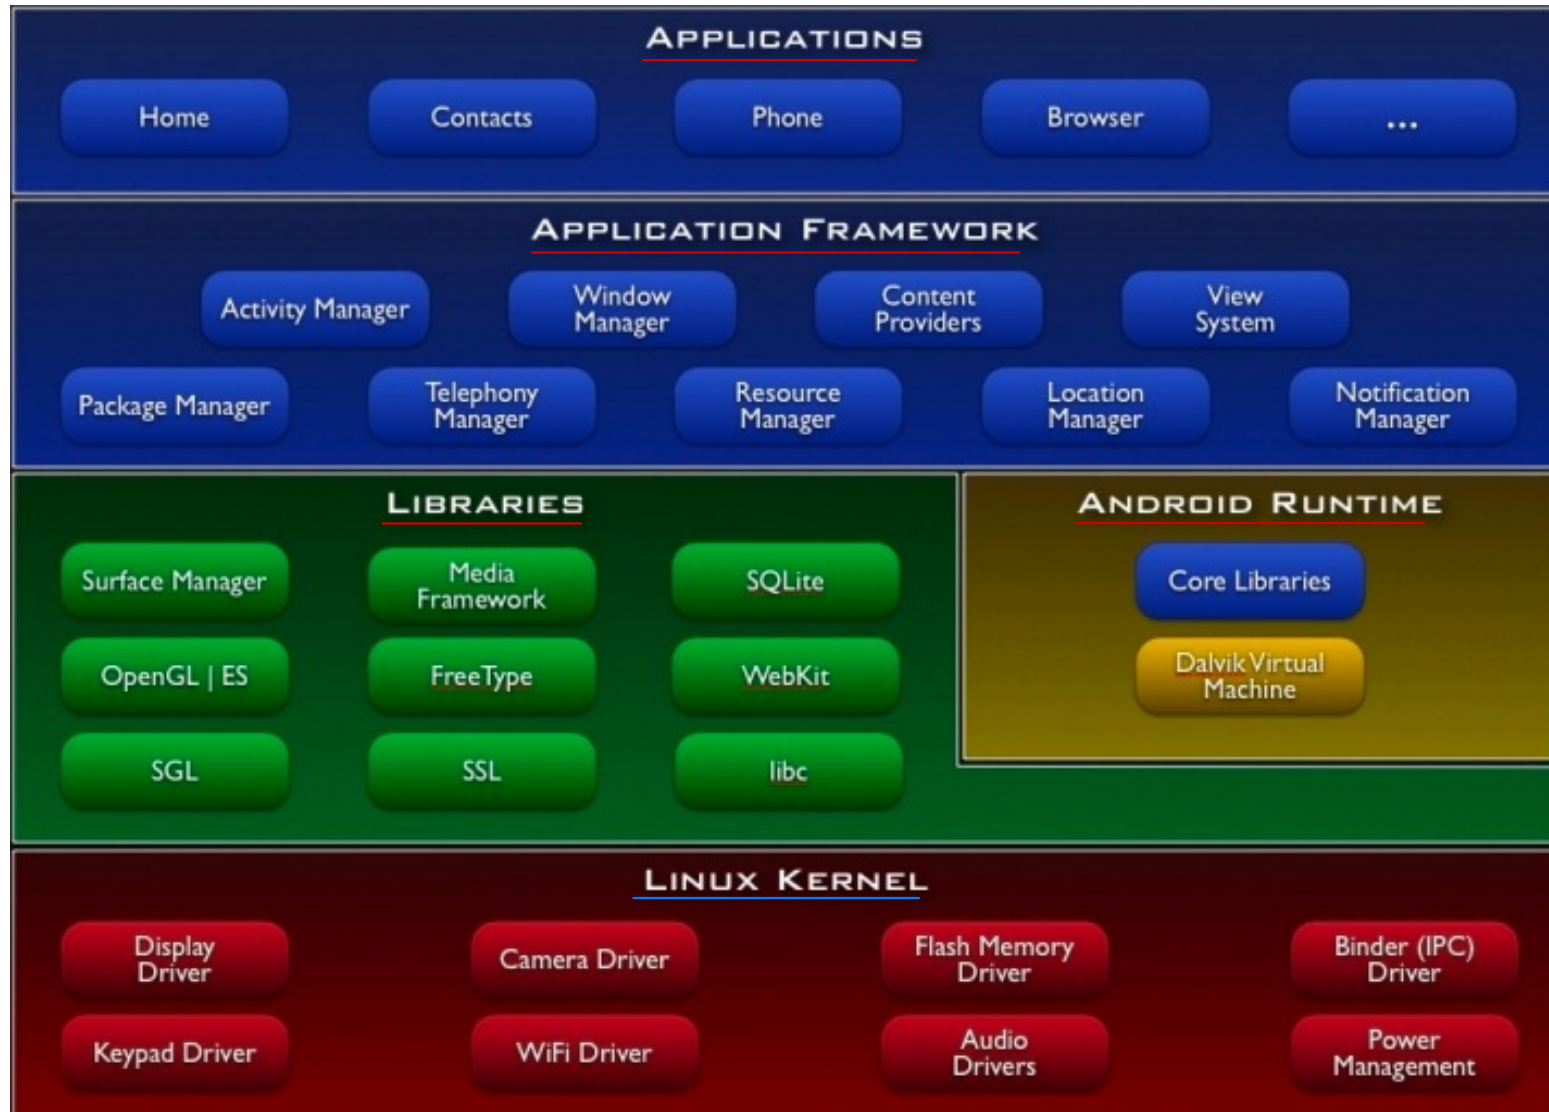 APPLICATIONS
Home
Contacts
Phone
Browser
...
APPLICATION FRAMEWORK
Activity Manager
Window
Manager
Content
Providers
View
System
Package Manager
Telephony
Manager
Resource
Manager
Location
Manager
Notification
Manager
LIBRARIES
Surface Manager
Media
Framework
SQLite
OpenGL | ES
FreeType
WebKit
SGL
SSL
libc
ANDROID RUNTIME
Core Libraries
Dalvik Virtual
Machine
LINUX KERNEL
Display
Driver
Camera Driver
Flash Memory
Driver
Binder (IPC)
Driver
Keypad Driver
WiFi Driver
Audio
Drivers
Power
Management